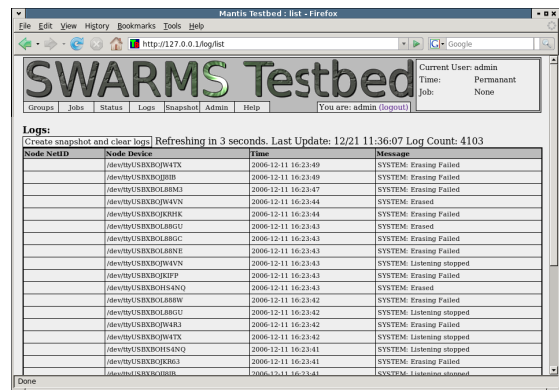 Mantis Testbed : list - Firefox
File Edit View History Bookmarks Tools Help
http://127.0.0.1/log/list
Google
SWARMS Testbed
Current User: admin
Time: Permanant
Job: None
Groups Jobs Status Logs Snapshot Admin Help
You are: admin (logout)
Logs:
Create snapshot and clear logs Refreshing in 3 seconds. Last Update: 12/21 11:36:07 Log Count: 4103
Node NetID Node Device Time Message
/dev/ttyUSBXBOJW4TX 2006-12-11 16:23:49 SYSTEM: Erasing Failed
/dev/ttyUSBXBOJJ8IB 2006-12-11 16:23:49 SYSTEM: Erasing Failed
/dev/ttyUSBXBOL88M3 2006-12-11 16:23:47 SYSTEM: Erasing Failed
/dev/ttyUSBXBOJW4VN 2006-12-11 16:23:44 SYSTEM: Erased
/dev/ttyUSBXBOJKRHK 2006-12-11 16:23:44 SYSTEM: Erasing Failed
/dev/ttyUSBXBOL88GU 2006-12-11 16:23:43 SYSTEM: Erased
/dev/ttyUSBXBOL88GC 2006-12-11 16:23:43 SYSTEM: Erasing Failed
/dev/ttyUSBXBOL88NE 2006-12-11 16:23:43 SYSTEM: Erasing Failed
/dev/ttyUSBXBOJW4VN 2006-12-11 16:23:43 SYSTEM: Listening stopped
/dev/ttyUSBXBOJKIFP 2006-12-11 16:23:43 SYSTEM: Erasing Failed
/dev/ttyUSBXBOHS4NQ 2006-12-11 16:23:43 SYSTEM: Erased
/dev/ttyUSBXBOL888W 2006-12-11 16:23:42 SYSTEM: Erasing Failed
/dev/ttyUSBXBOL88GU 2006-12-11 16:23:42 SYSTEM: Listening stopped
/dev/ttyUSBXBOJW4R3 2006-12-11 16:23:42 SYSTEM: Erasing Failed
/dev/ttyUSBXBOJW4TX 2006-12-11 16:23:42 SYSTEM: Listening stopped
/dev/ttyUSBXBOHS4NQ 2006-12-11 16:23:41 SYSTEM: Listening stopped
/dev/ttyUSBXBOJKR63 2006-12-11 16:23:41 SYSTEM: Erasing Failed
/dev/ttyUSBXBOJJ8IB 2006-12-11 16:23:41 SYSTEM: Listening stopped
Done